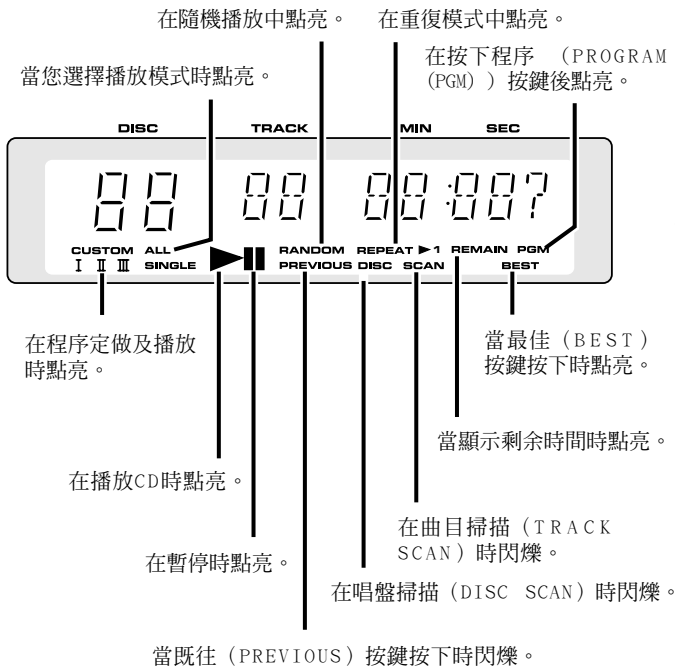 在隨機播放中點亮。
在重復模式中點亮。
當您選擇播放模式時點亮。
在按下程序 (PROGRAM
(PGM)) 按鍵後點亮。
DISC TRACK MIN SEC
88 88 88:88?
CUSTOM ALL RANDOM REPEAT ►1 REMAIN PGM
I II III SINGLE ►❚❚ PREVIOUS DISC SCAN BEST
在程序定做及播放
時點亮。
當最佳 (BEST)
按鍵按下時點亮。
當顯示剩余時間時點亮。
在播放CD時點亮。
在曲目掃描 (TRACK
SCAN) 時閃爍。
在暫停時點亮。
在唱盤掃描 (DISC SCAN) 時閃爍。
當既往 (PREVIOUS) 按鍵按下時閃爍。